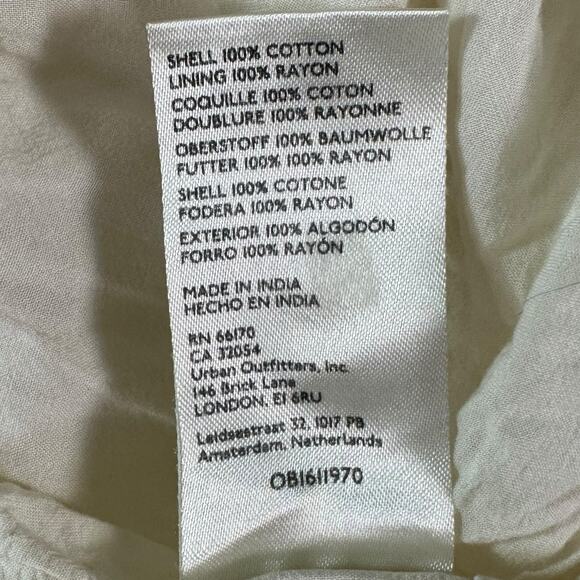 SHELL 100% COTTON
LINING 100% RAYON
COQUILLE 100% COTON
DOUBLURE 100% RAYONNE
OBERSTOFF 100% BAUMWOLLE
FUTTER 100% 100% RAYON
SHELL 100% COTONE
FODERA 100% RAYON
EXTERIOR 100% ALGODÓN
FORRO 100% RAYÓN
MADE IN INDIA
HECHO EN INDIA
RN 66170
CA 32054
Urban Outfitters, Inc.
146 Brick Lane
LONDON. E1 6RU
Leidsestraat 32, 1017 PB
Amsterdam, Netherlands
OB1611970